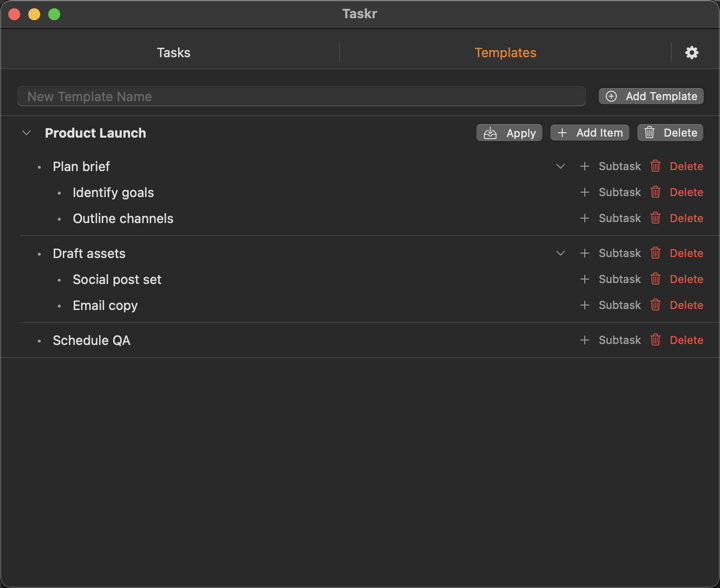 Taskr
Tasks Templates
New Template Name Add Template
Product Launch Apply Add Item Delete
Plan brief Subtask Delete
Identify goals Subtask Delete
Outline channels Subtask Delete
Draft assets Subtask Delete
Social post set Subtask Delete
Email copy Subtask Delete
Schedule QA Subtask Delete